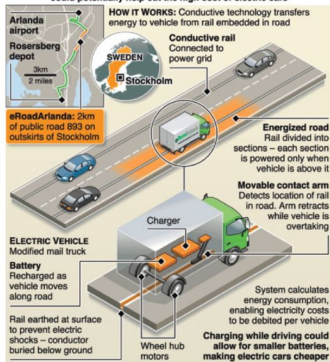 could potentially help cut the high cost of electric cars
HOW IT WORKS: Conductive technology transfers
energy to vehicle from rail embedded in road
Arlanda
airport
Rosersberg
depot
3km
2 miles
SWEDEN
Stockholm
Conductive rail
Connected to
power grid
eRoadArlanda: 2km
of public road 893 on
outskirts of Stockholm
Energized road
Rail divided into
sections – each section
is powered only when
vehicle is above it
Movable contact arm
Detects location of rail
in road. Arm retracts
while vehicle is
overtaking
Charger
ELECTRIC VEHICLE
Modified mail truck
Battery
Recharged as
vehicle moves
along road
Rail earthed at surface
to prevent electric
shocks – conductor
buried below ground
Wheel hub
motors
System calculates
energy consumption,
enabling electricity costs
to be debited per vehicle
Charging while driving could
allow for smaller batteries,
making electric cars cheaper